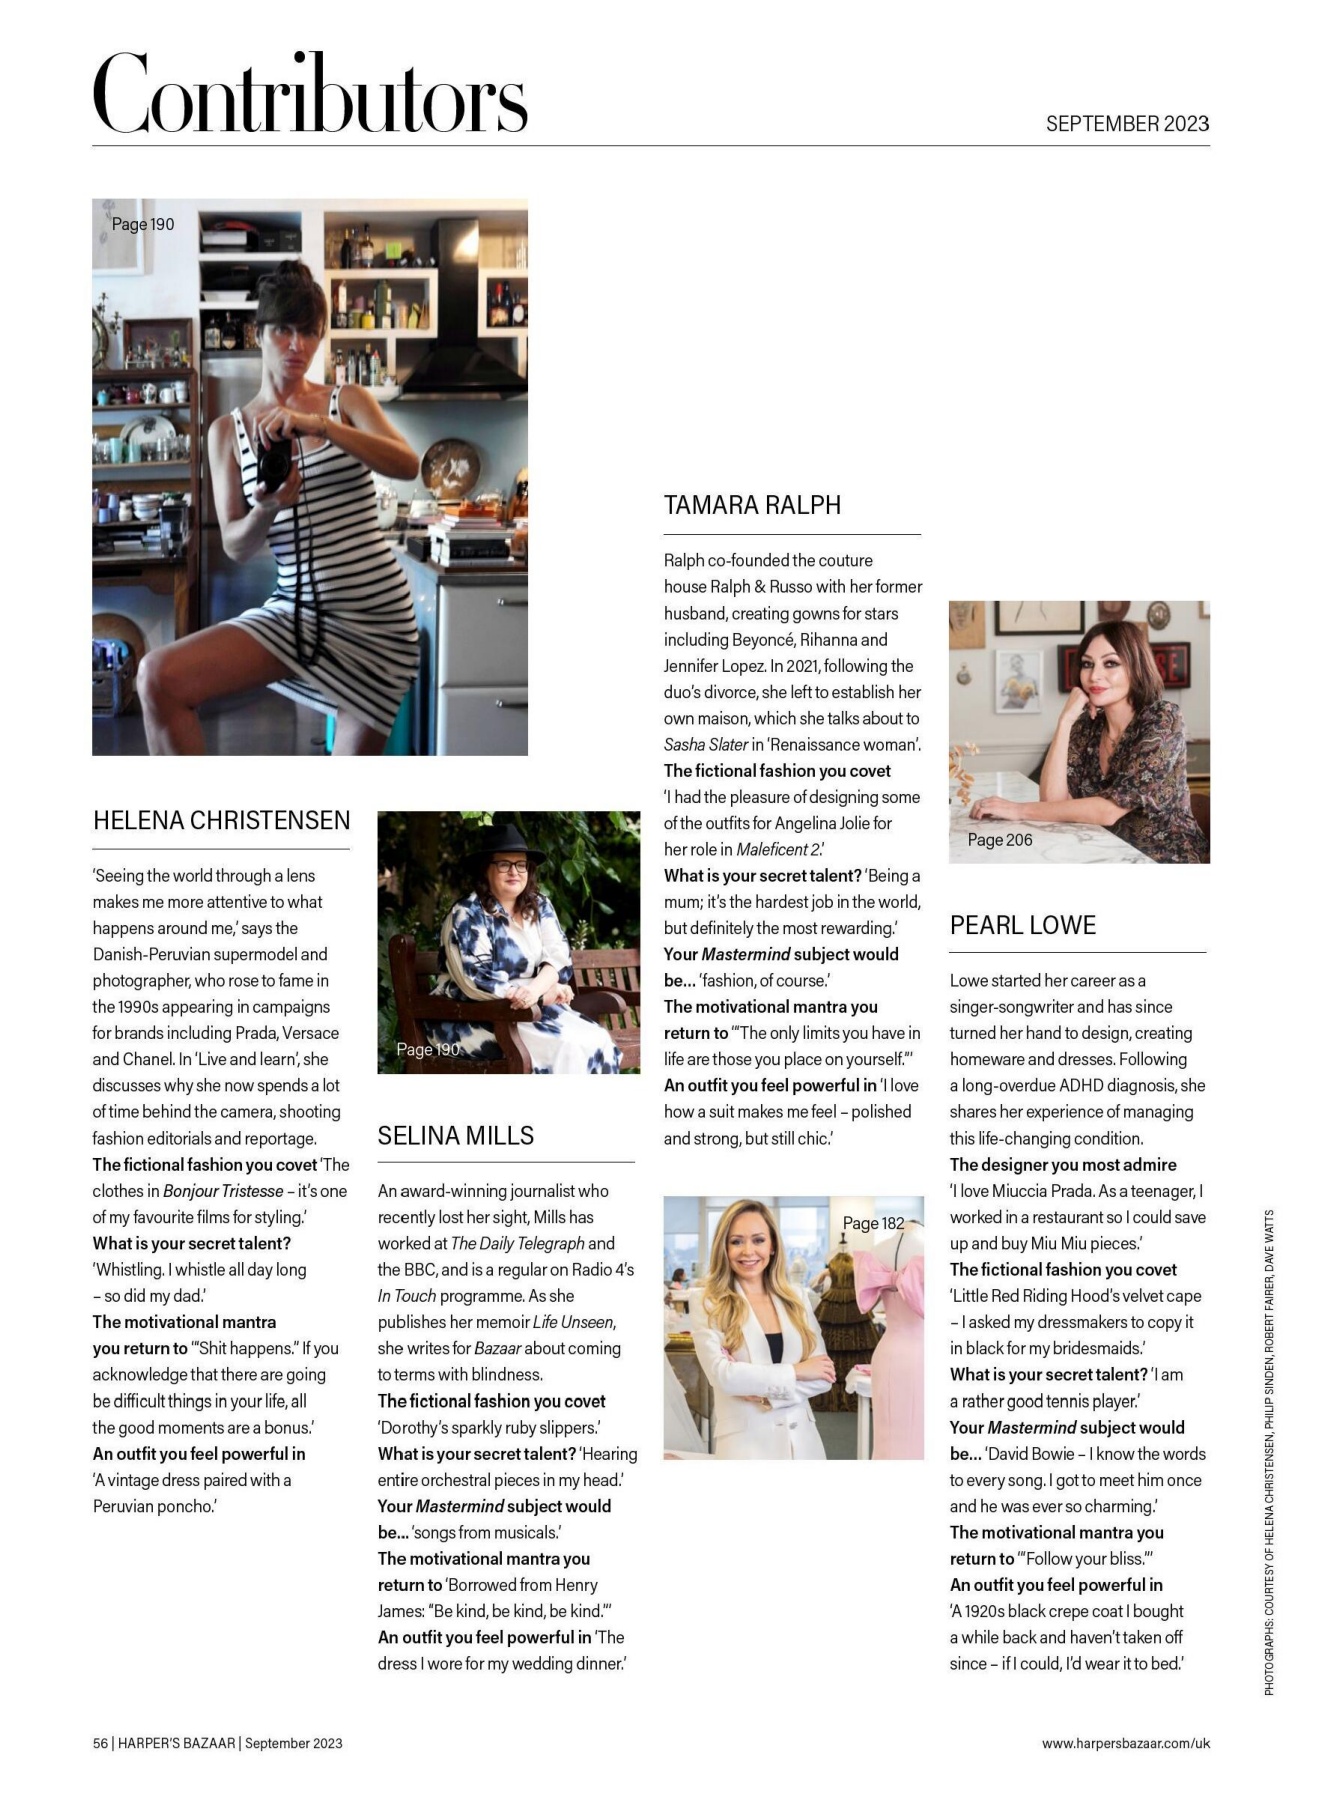 Contributors
SEPTEMBER 2023
Page 190
HELENA CHRISTENSEN
‘Seeing the world through a lens
makes me more attentive to what
happens around me,’ says the
Danish-Peruvian supermodel and
photographer, who rose to fame in
the 1990s appearing in campaigns
for brands including Prada, Versace
and Chanel. In ‘Live and learn’, she
discusses why she now spends a lot
of time behind the camera, shooting
fashion editorials and reportage.
The fictional fashion you covet ‘The
clothes in Bonjour Tristesse – it’s one
of my favourite films for styling.’
What is your secret talent?
‘Whistling. I whistle all day long
– so did my dad.’
The motivational mantra
you return to ‘“Shit happens.” If you
acknowledge that there are going
be difficult things in your life, all
the good moments are a bonus.’
An outfit you feel powerful in
‘A vintage dress paired with a
Peruvian poncho.’
Page 190
SELINA MILLS
An award-winning journalist who
recently lost her sight, Mills has
worked at The Daily Telegraph and
the BBC, and is a regular on Radio 4’s
In Touch programme. As she
publishes her memoir Life Unseen,
she writes for Bazaar about coming
to terms with blindness.
The fictional fashion you covet
‘Dorothy’s sparkly ruby slippers.’
What is your secret talent? ‘Hearing
entire orchestral pieces in my head.’
Your Mastermind subject would
be... ‘songs from musicals.’
The motivational mantra you
return to ‘Borrowed from Henry
James: “Be kind, be kind, be kind.”’
An outfit you feel powerful in ‘The
dress I wore for my wedding dinner.’
TAMARA RALPH
Ralph co-founded the couture
house Ralph & Russo with her former
husband, creating gowns for stars
including Beyoncé, Rihanna and
Jennifer Lopez. In 2021, following the
duo’s divorce, she left to establish her
own maison, which she talks about to
Sasha Slater in ‘Renaissance woman’.
The fictional fashion you covet
‘I had the pleasure of designing some
of the outfits for Angelina Jolie for
her role in Maleficent 2.’
What is your secret talent? ‘Being a
mum; it’s the hardest job in the world,
but definitely the most rewarding.’
Your Mastermind subject would
be... ‘fashion, of course.’
The motivational mantra you
return to ‘“The only limits you have in
life are those you place on yourself.”’
An outfit you feel powerful in ‘I love
how a suit makes me feel – polished
and strong, but still chic.’
Page 182
Page 206
PEARL LOWE
Lowe started her career as a
singer-songwriter and has since
turned her hand to design, creating
homeware and dresses. Following
a long-overdue ADHD diagnosis, she
shares her experience of managing
this life-changing condition.
The designer you most admire
‘I love Miuccia Prada. As a teenager, I
worked in a restaurant so I could save
up and buy Miu Miu pieces.’
The fictional fashion you covet
‘Little Red Riding Hood’s velvet cape
– I asked my dressmakers to copy it
in black for my bridesmaids.’
What is your secret talent? ‘I am
a rather good tennis player.’
Your Mastermind subject would
be... ‘David Bowie – I know the words
to every song. I got to meet him once
and he was ever so charming.’
The motivational mantra you
return to ‘“Follow your bliss.”’
An outfit you feel powerful in
‘A 1920s black crepe coat I bought
a while back and haven’t taken off
since – if I could, I’d wear it to bed.’
PHOTOGRAPHS: COURTESY OF HELENA CHRISTENSEN, PHILIP SINDEN, ROBERT FAIRER, DAVE WATTS
56 | HARPER’S BAZAAR | September 2023
www.harpersbazaar.com/uk